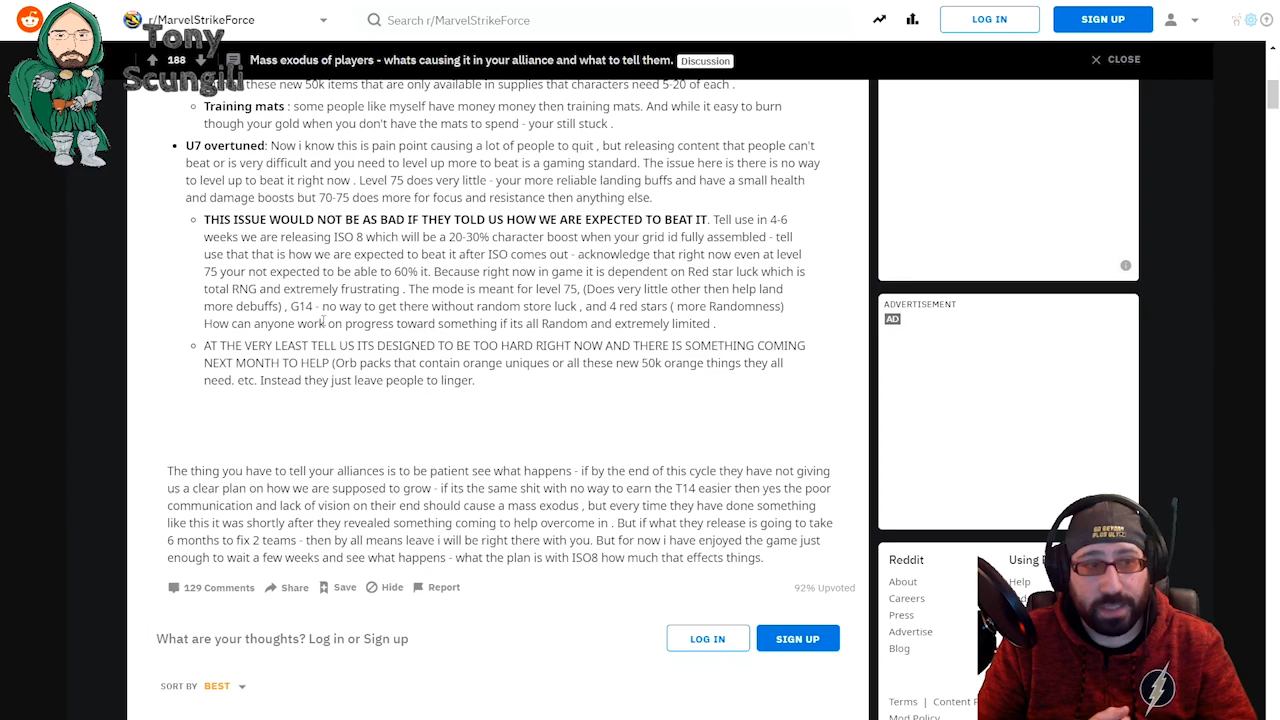 r/MarvelStrikeForce
Search r/MarvelStrikeForce
LOG IN
SIGN UP
Tony
Scungili
188
Mass exodus of players - whats causing it in your alliance and what to tell them.
Discussion
CLOSE
these new 50k items that are only available in supplies that characters need 5-20 of each .
Training mats : some people like myself have money money then training mats. And while it easy to burn
though your gold when you don't have the mats to spend - your still stuck .
U7 overtuned: Now i know this is pain point causing a lot of people to quit , but releasing content that people can't
beat or is very difficult and you need to level up more to beat is a gaming standard. The issue here is there is no way
to level up to beat it right now . Level 75 does very little - your more reliable landing buffs and have a small health
and damage boosts but 70-75 does more for focus and resistance then anything else.
THIS ISSUE WOULD NOT BE AS BAD IF THEY TOLD US HOW WE ARE EXPECTED TO BEAT IT. Tell use in 4-6
weeks we are releasing ISO 8 which will be a 20-30% character boost when your grid id fully assembled - tell
use that that is how we are expected to beat it after ISO comes out - acknowledge that right now even at level
75 your not expected to be able to 60% it. Because right now in game it is dependent on Red star luck which is
total RNG and extremely frustrating . The mode is meant for level 75, (Does very little other then help land
more debuffs) , G14 - no way to get there without random store luck , and 4 red stars ( more Randomness)
How can anyone work on progress toward something if its all Random and extremely limited .
AT THE VERY LEAST TELL US ITS DESIGNED TO BE TOO HARD RIGHT NOW AND THERE IS SOMETHING COMING
NEXT MONTH TO HELP (Orb packs that contain orange uniques or all these new 50k orange things they all
need. etc. Instead they just leave people to linger.
The thing you have to tell your alliances is to be patient see what happens - if by the end of this cycle they have not giving
us a clear plan on how we are supposed to grow - if its the same shit with no way to earn the T14 easier then yes the poor
communication and lack of vision on their end should cause a mass exodus , but every time they have done something
like this it was shortly after they revealed something coming to help overcome in . But if what they release is going to take
6 months to fix 2 teams - then by all means leave i will be right there with you. But for now i have enjoyed the game just
enough to wait a few weeks and see what happens - what the plan is with ISO8 how much that effects things.
129 Comments
Share
Save
Hide
Report
92% Upvoted
What are your thoughts? Log in or Sign up
LOG IN
SIGN UP
SORT BY BEST
ADVERTISEMENT
AD
Reddit
About
Careers
Press
Advertise
Blog
Using
Help
Terms | Content
Mod Policy